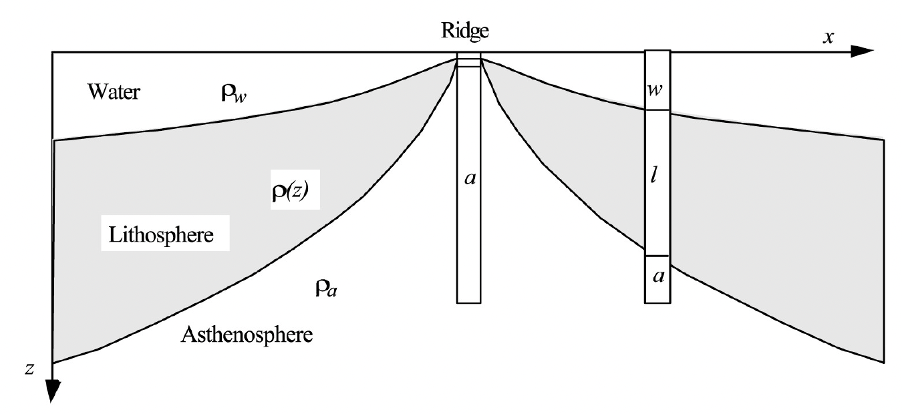 Ridge
x
Water ρw
w
ρ(z)
a
l
Lithosphere
a
ρa
Asthenosphere
z